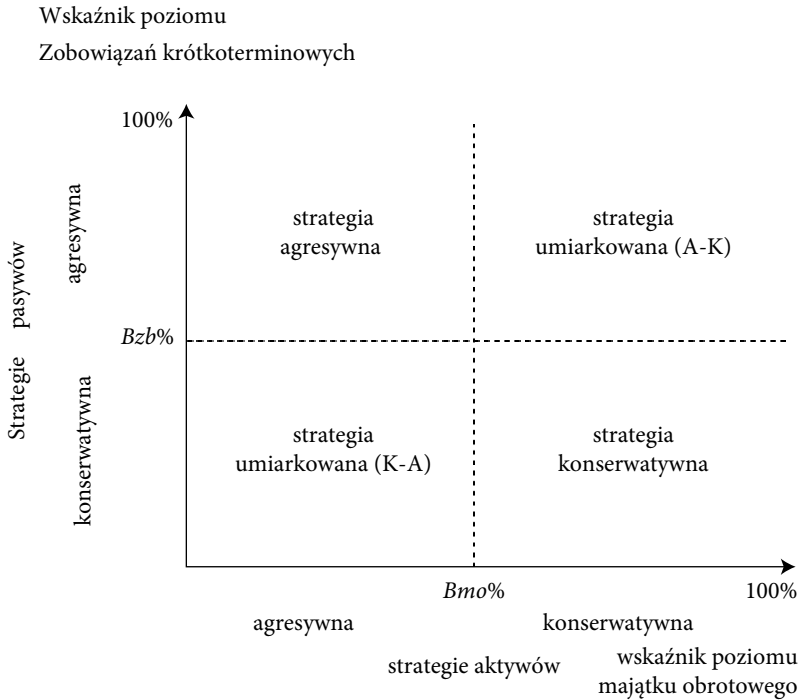 Wskaźnik poziomu
Zobowiązań krótkoterminowych
100%
Strategie pasywów
agresywna
konserwatywna
strategia
agresywna
strategia
umiarkowana (A-K)
Bzb%
strategia
umiarkowana (K-A)
strategia
konserwatywna
Bmo%
100%
agresywna
konserwatywna
strategie aktywów
wskaźnik poziomu
majątku obrotowego